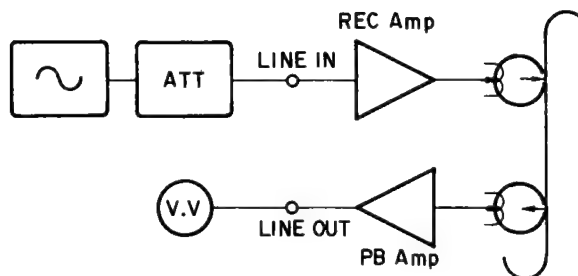 REC Amp
ATT
LINE IN
V.V
LINE OUT
PB Amp